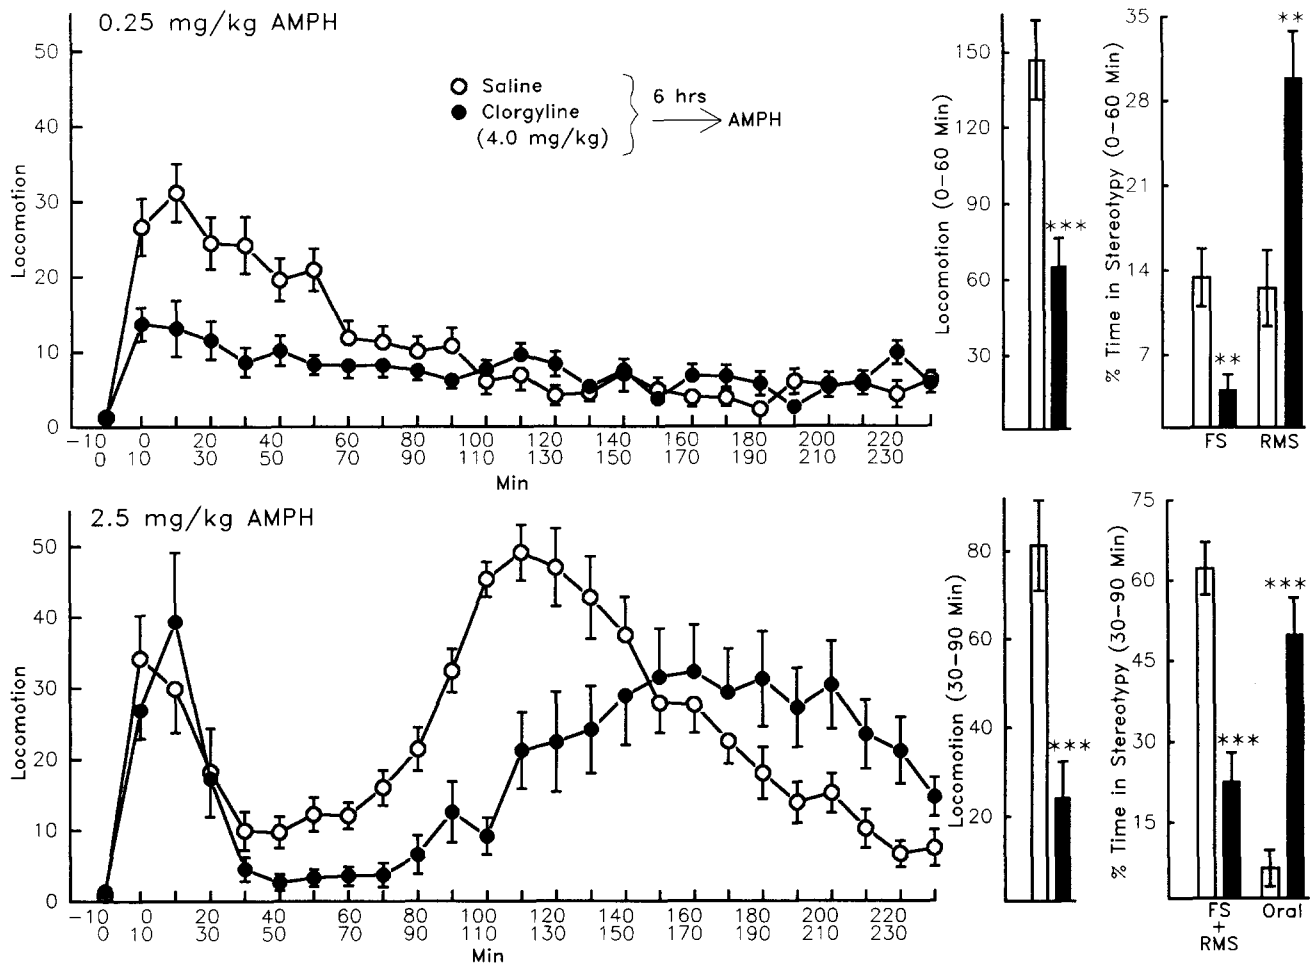 0.25 mg/kg AMPH
50
40
30
20
10
0
Locomotion
Saline
Clorgyline
(4.0 mg/kg)
6 hrs
AMPH
−10 0 20 40 60 80 100 120 140 160 180 200 220
0 10 30 50 70 90 110 130 150 170 190 210 230
Min
Locomotion (0−60 Min)
150
120
90
60
30
***
% Time in Stereotypy (0−60 Min)
35
28
21
14
7
**
**
FS RMS
2.5 mg/kg AMPH
50
40
30
20
10
0
Locomotion
−10 0 20 40 60 80 100 120 140 160 180 200 220
0 10 30 50 70 90 110 130 150 170 190 210 230
Min
Locomotion (30−90 Min)
80
60
40
20
***
% Time in Stereotypy (30−90 Min)
75
60
45
30
15
***
***
FS Oral
+
RMS